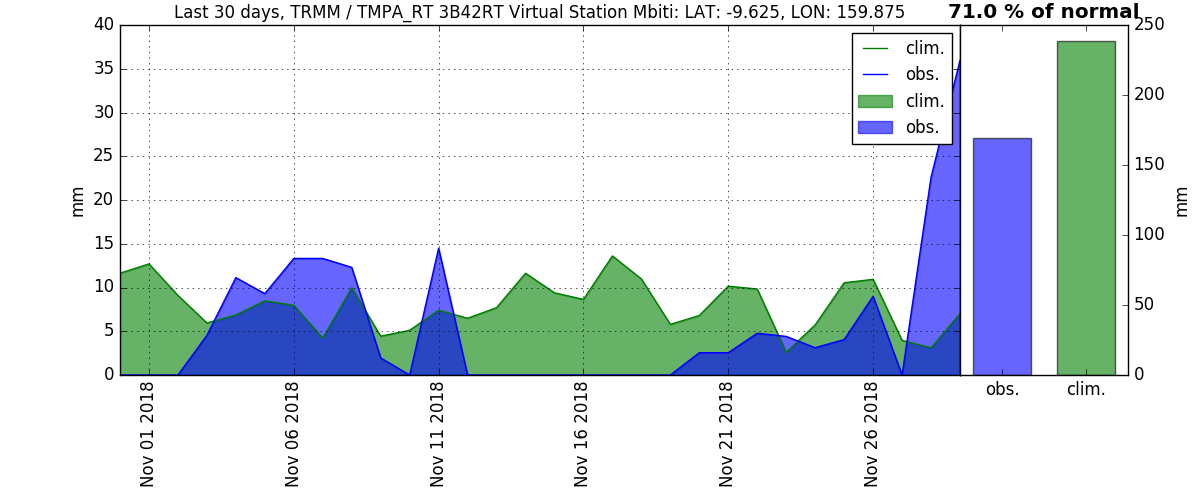 Last 30 days, TRMM / TMPA_RT 3B42RT Virtual Station Mbiti: LAT: -9.625, LON: 159.875
71.0 % of normal
40
35
30
25
20
15
10
5
0
mm
clim.
obs.
clim.
obs.
Nov 01 2018
Nov 06 2018
Nov 11 2018
Nov 16 2018
Nov 21 2018
Nov 26 2018
250
200
150
100
50
0
mm
obs.
clim.